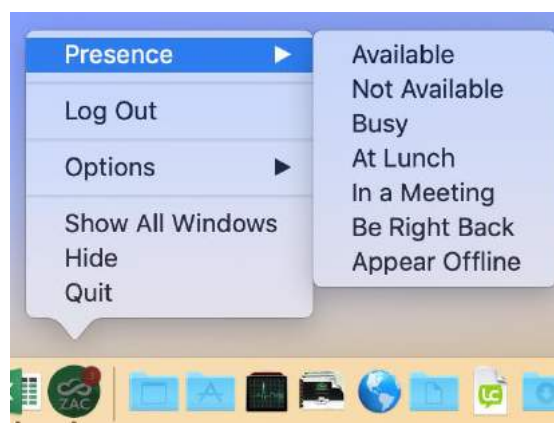 Presence
Log Out
Options
Show All Windows
Hide
Quit
Available
Not Available
Busy
At Lunch
In a Meeting
Be Right Back
Appear Offline
ZAC